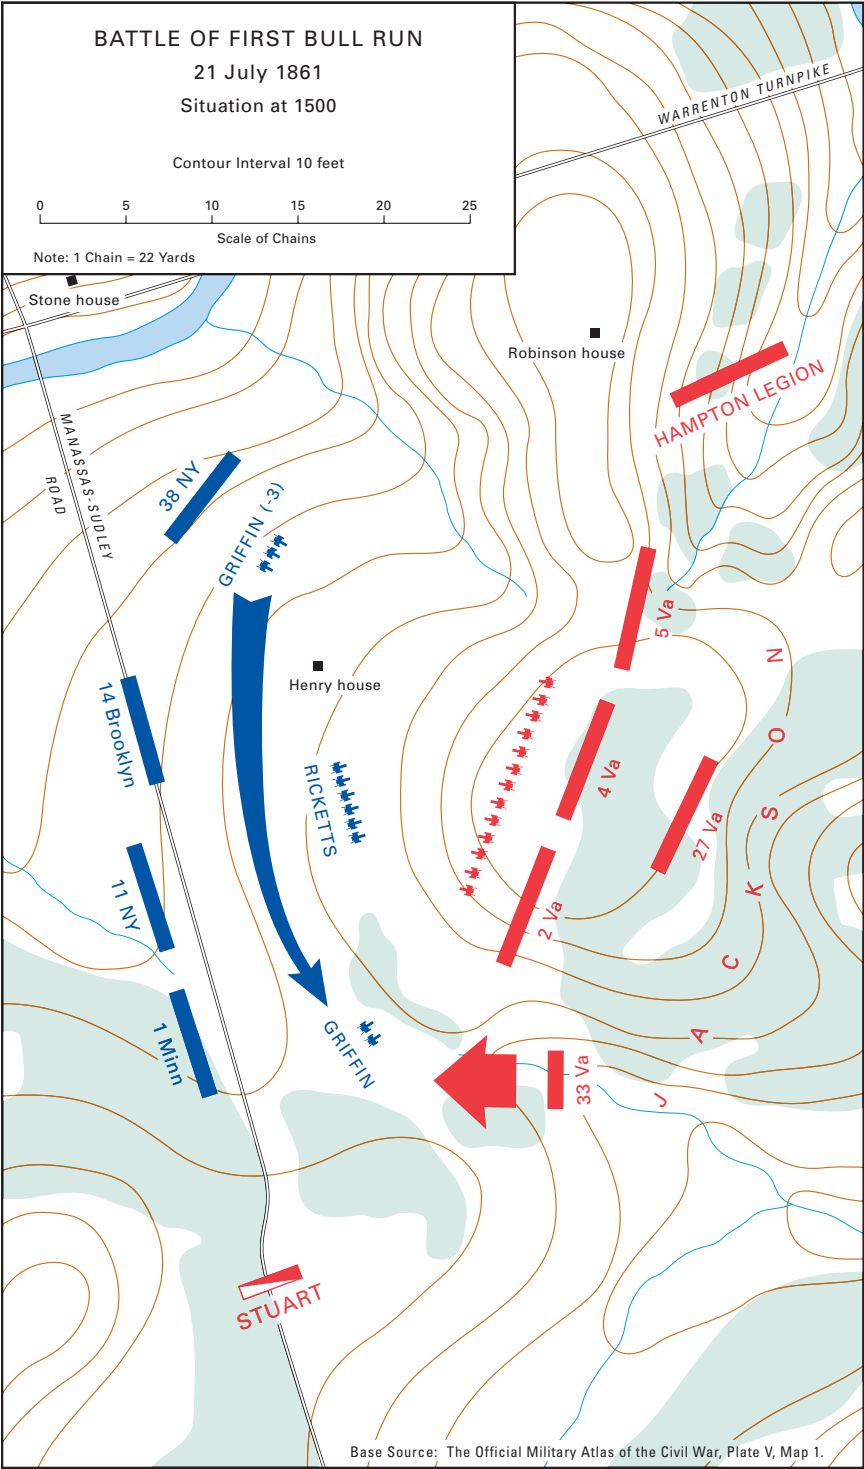 BATTLE OF FIRST BULL RUN
21 July 1861
Situation at 1500
Contour Interval 10 feet
0 5 10 15 20 25
Scale of Chains
Note: 1 Chain = 22 Yards
WARRENTON TURNPIKE
Stone house
Robinson house
HAMPTON LEGION
MANASSAS-SUDLEY
ROAD
38 NY
GRIFFIN (-3)
5 Va
Henry house
14 Brooklyn
RICKETTS
4 Va
27 Va
11 NY
2 Va
JACKSON
1 Minn
GRIFFIN
33 Va
STUART
Base Source: The Official Military Atlas of the Civil War, Plate V, Map 1.